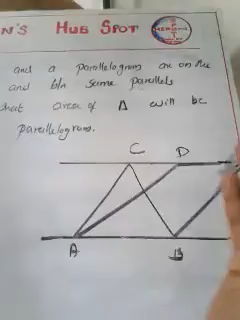 N'S HUB SPOT
and a parallelogram are on the
and b/n same parallels
that area of Δ will be
parallelogram.
C D
A B